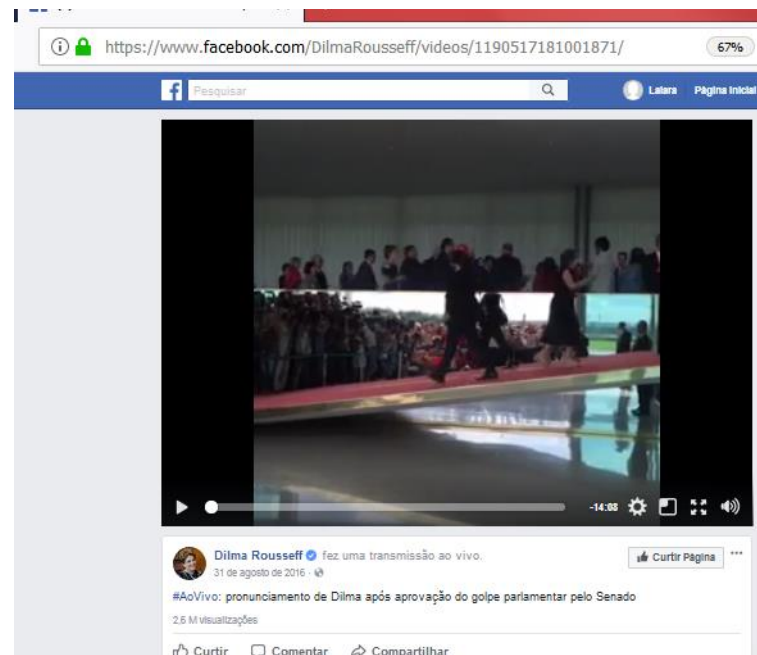 https://www.facebook.com/DilmaRousseff/videos/1190517181001871/ 67%
Pesquisar Laiara Página Inicial
-14:08
Dilma Rousseff fez uma transmissão ao vivo.
Curtir Página
31 de agosto de 2016
#AoVivo: pronunciamento de Dilma após aprovação do golpe parlamentar pelo Senado
2,6 M visualizações
Curtir Comentar Compartilhar